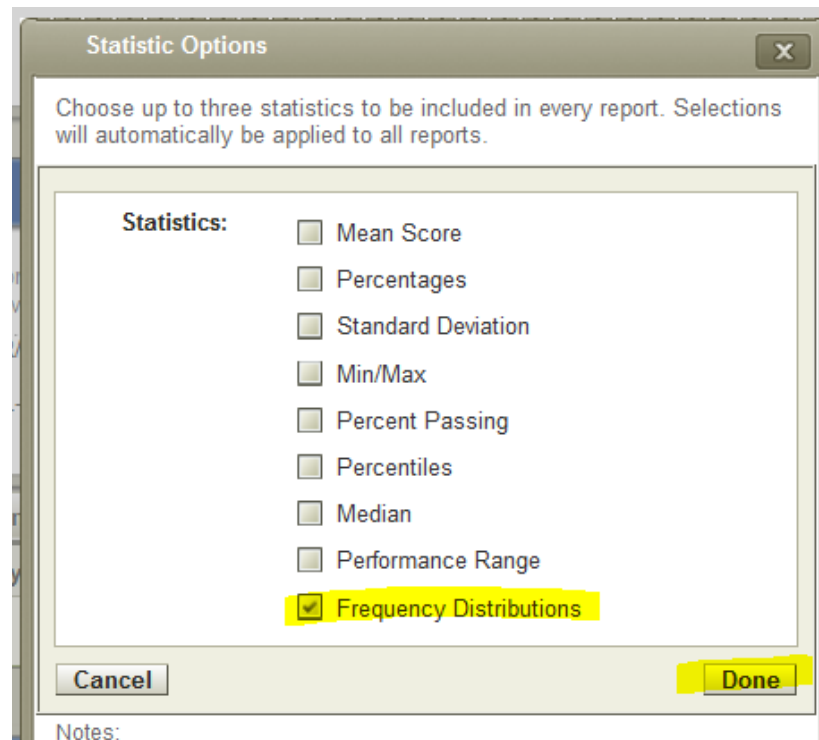 Statistic Options
x
Choose up to three statistics to be included in every report. Selections
will automatically be applied to all reports.
Statistics:
Mean Score
Percentages
Standard Deviation
Min/Max
Percent Passing
Percentiles
Median
Performance Range
Frequency Distributions
Cancel
Done
Notes: